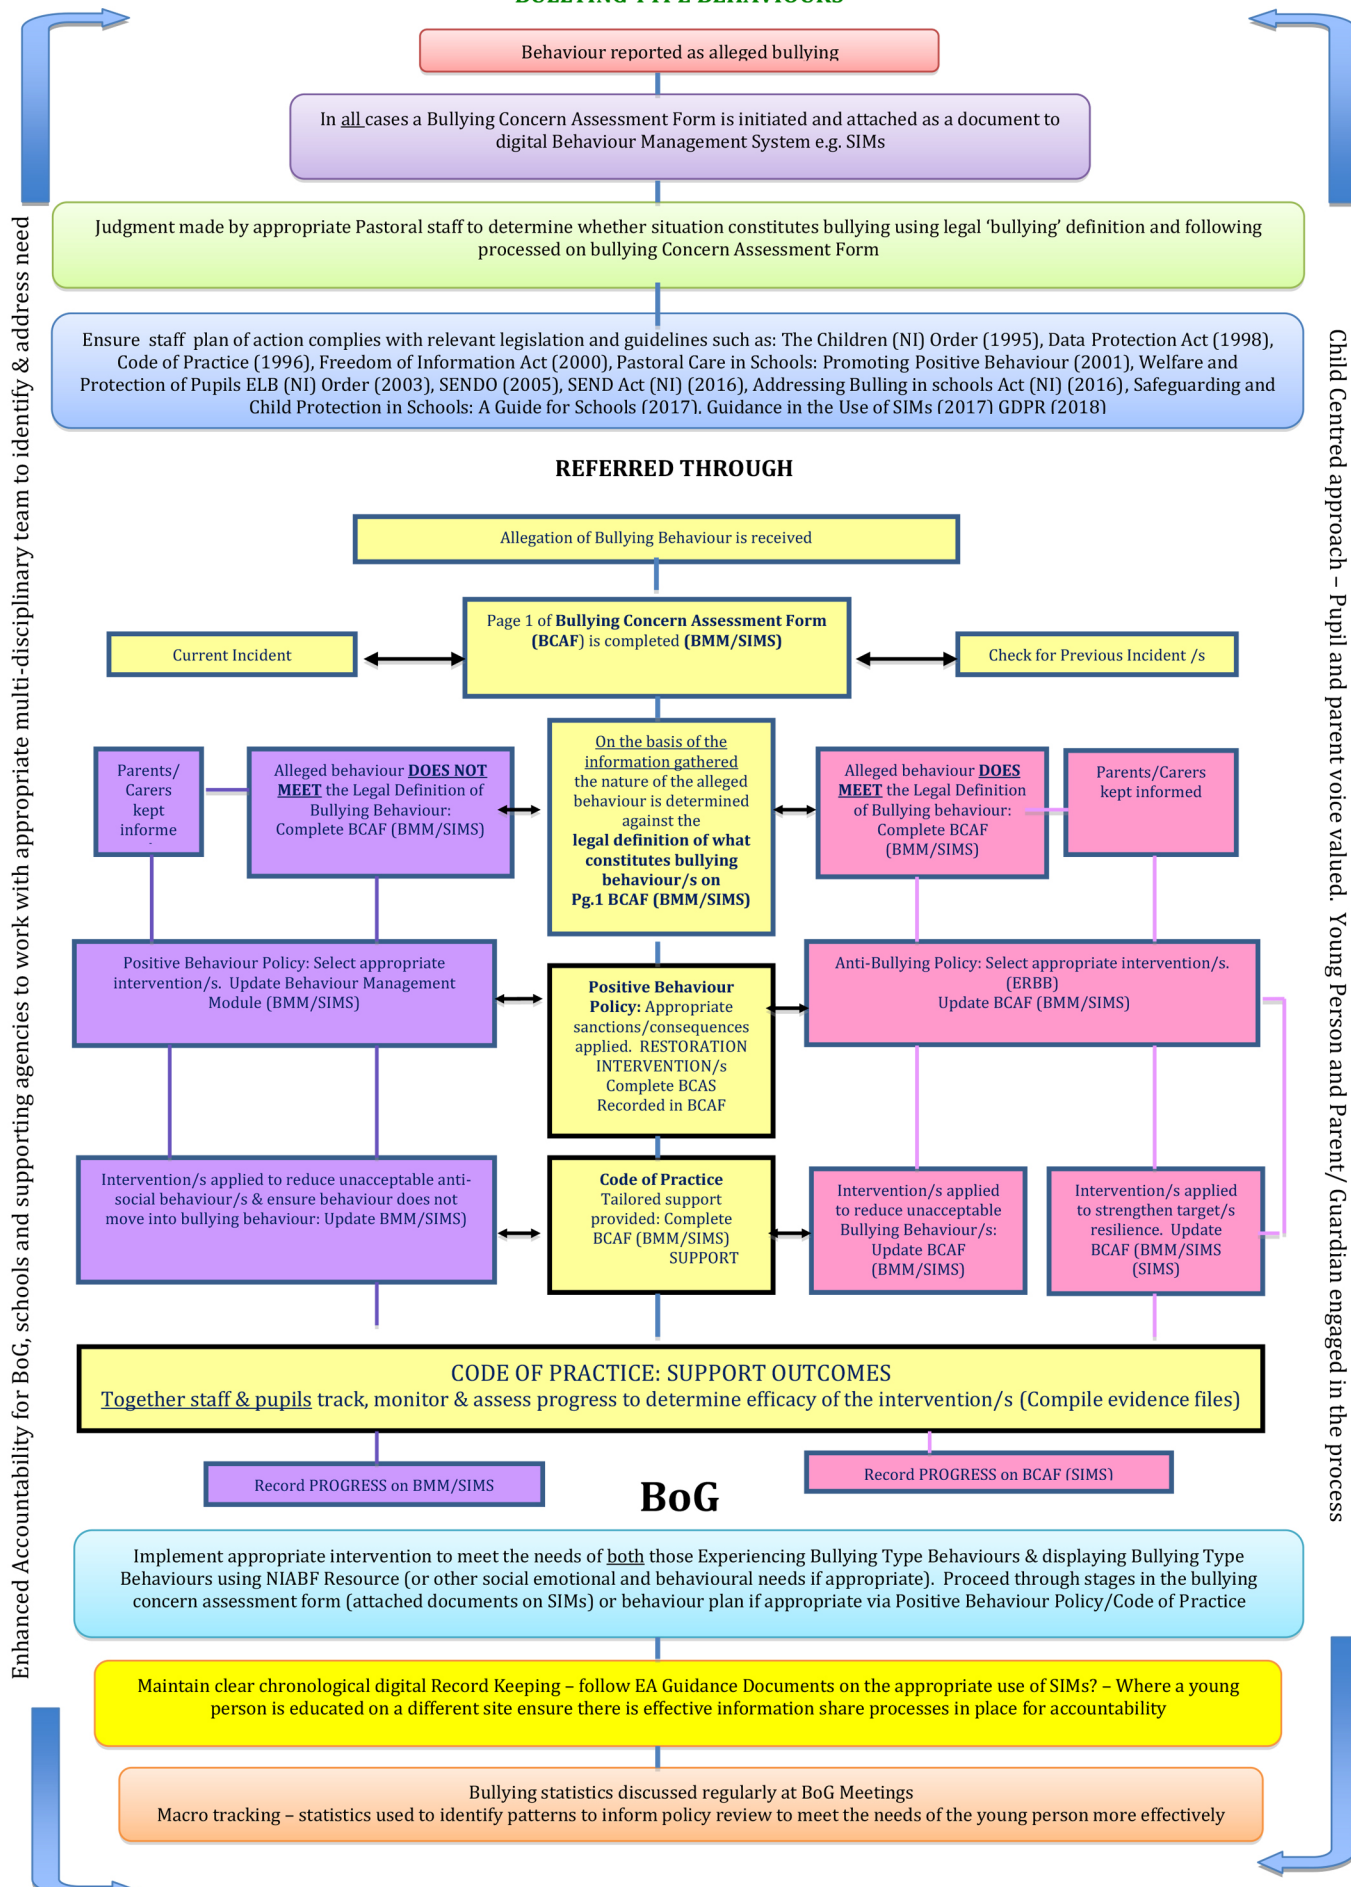 BULLYING TYPE BEHAVIOURS
Behaviour reported as alleged bullying
In all cases a Bullying Concern Assessment Form is initiated and attached as a document to
digital Behaviour Management System e.g. SIMs
Judgment made by appropriate Pastoral staff to determine whether situation constitutes bullying using legal ‘bullying’ definition and following
processed on bullying Concern Assessment Form
Ensure staff plan of action complies with relevant legislation and guidelines such as: The Children (NI) Order (1995), Data Protection Act (1998),
Code of Practice (1996), Freedom of Information Act (2000), Pastoral Care in Schools: Promoting Positive Behaviour (2001), Welfare and
Protection of Pupils ELB (NI) Order (2003), SENDO (2005), SEND Act (NI) (2016), Addressing Bulling in schools Act (NI) (2016), Safeguarding and
Child Protection in Schools: A Guide for Schools (2017). Guidance in the Use of SIMs (2017) GDPR (2018)
Enhanced Accountability for BoG, schools and supporting agencies to work with appropriate multi-disciplinary team to identify & address need
Child Centred approach – Pupil and parent voice valued. Young Person and Parent/ Guardian engaged in the process
REFERRED THROUGH
Allegation of Bullying Behaviour is received
Page 1 of Bullying Concern Assessment Form
(BCAF) is completed (BMM/SIMS)
Current Incident
Check for Previous Incident /s
Parents/
Carers
kept
informe
Alleged behaviour DOES NOT
MEET the Legal Definition of
Bullying Behaviour:
Complete BCAF (BMM/SIMS)
On the basis of the
information gathered
the nature of the alleged
behaviour is determined
against the
legal definition of what
constitutes bullying
behaviour/s on
Pg.1 BCAF (BMM/SIMS)
Alleged behaviour DOES
MEET the Legal Definition
of Bullying behaviour:
Complete BCAF
(BMM/SIMS)
Parents/Carers
kept informed
Positive Behaviour Policy: Select appropriate
intervention/s. Update Behaviour Management
Module (BMM/SIMS)
Positive Behaviour
Policy: Appropriate
sanctions/consequences
applied. RESTORATION
INTERVENTION/s
Complete BCAS
Recorded in BCAF
Anti-Bullying Policy: Select appropriate intervention/s.
(ERBB)
Update BCAF (BMM/SIMS)
Intervention/s applied to reduce unacceptable anti-
social behaviour/s & ensure behaviour does not
move into bullying behaviour: Update BMM/SIMS)
Code of Practice
Tailored support
provided: Complete
BCAF (BMM/SIMS)
SUPPORT
Intervention/s applied
to reduce unacceptable
Bullying Behaviour/s:
Update BCAF
(BMM/SIMS)
Intervention/s applied
to strengthen target/s
resilience. Update
BCAF (BMM/SIMS
(SIMS)
CODE OF PRACTICE: SUPPORT OUTCOMES
Together staff & pupils track, monitor & assess progress to determine efficacy of the intervention/s (Compile evidence files)
Record PROGRESS on BMM/SIMS
Record PROGRESS on BCAF (SIMS)
BoG
Implement appropriate intervention to meet the needs of both those Experiencing Bullying Type Behaviours & displaying Bullying Type
Behaviours using NIABF Resource (or other social emotional and behavioural needs if appropriate). Proceed through stages in the bullying
concern assessment form (attached documents on SIMs) or behaviour plan if appropriate via Positive Behaviour Policy/Code of Practice
Maintain clear chronological digital Record Keeping – follow EA Guidance Documents on the appropriate use of SIMs? – Where a young
person is educated on a different site ensure there is effective information share processes in place for accountability
Bullying statistics discussed regularly at BoG Meetings
Macro tracking – statistics used to identify patterns to inform policy review to meet the needs of the young person more effectively